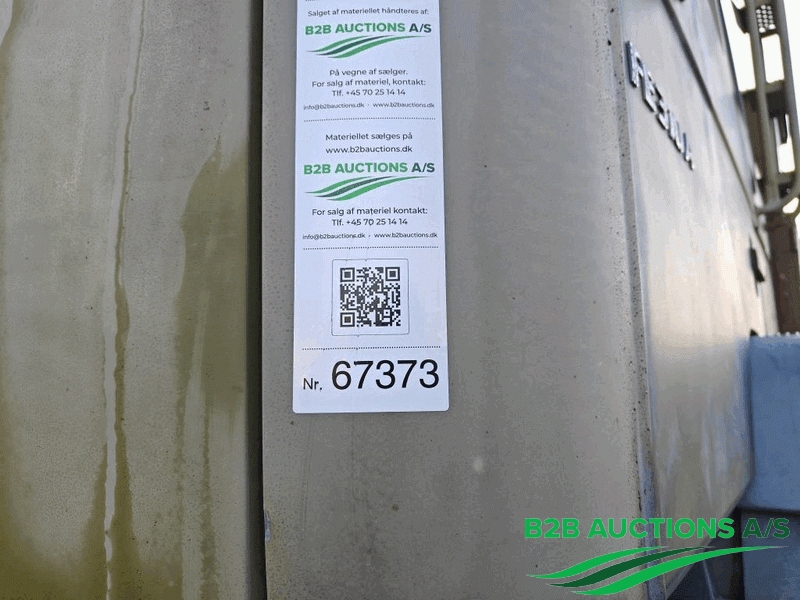 Salget af materiellet håndteres af:
B2B AUCTIONS A/S
På vegne af sælger.
For salg af materiel, kontakt:
Tlf. +45 70 25 14 14
info@b2bauctions.dk - www.b2bauctions.dk
Materiellet sælges på
www.b2bauctions.dk
B2B AUCTIONS A/S
For salg af materiel kontakt:
Tlf. +45 70 25 14 14
info@b2bauctions.dk - www.b2bauctions.dk
Nr. 67373
B2B AUCTIONS A/S